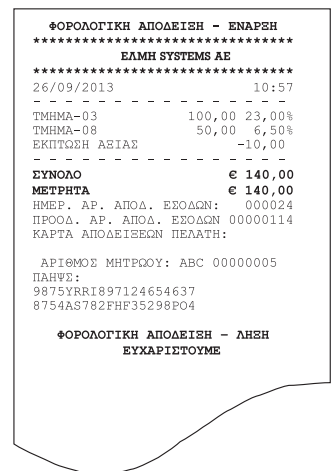 ΦΟΡΟΛΟΓΙΚΗ ΑΠΟΔΕΙΞΗ - ΕΝΑΡΞΗ
********************************
ΕΛΜΗ SYSTEMS AE
********************************
26/09/2013 10:57
- - - - - - - - - - - - - - - -
ΤΜΗΜΑ-03 100,00 23,00%
ΤΜΗΜΑ-08 50,00 6,50%
ΕΚΠΤΩΣΗ ΑΞΙΑΣ -10,00
- - - - - - - - - - - - - - - -
ΣΥΝΟΛΟ € 140,00
ΜΕΤΡΗΤΑ € 140,00
ΗΜΕΡ. ΑΡ. ΑΠΟΔ. ΕΣΟΔΩΝ: 000024
ΠΡΟΟΔ. ΑΡ. ΑΠΟΔ. ΕΣΟΔΩΝ 00000114
ΚΑΡΤΑ ΑΠΟΔΕΙΞΕΩΝ ΠΕΛΑΤΗ:
ΑΡΙΘΜΟΣ ΜΗΤΡΩΟΥ: ABC 00000005
ΠΑΗΨΣ:
9875YRRI897124654637
8754AS782FHF35298PO4
ΦΟΡΟΛΟΓΙΚΗ ΑΠΟΔΕΙΞΗ - ΛΗΞΗ
ΕΥΧΑΡΙΣΤΟΥΜΕ